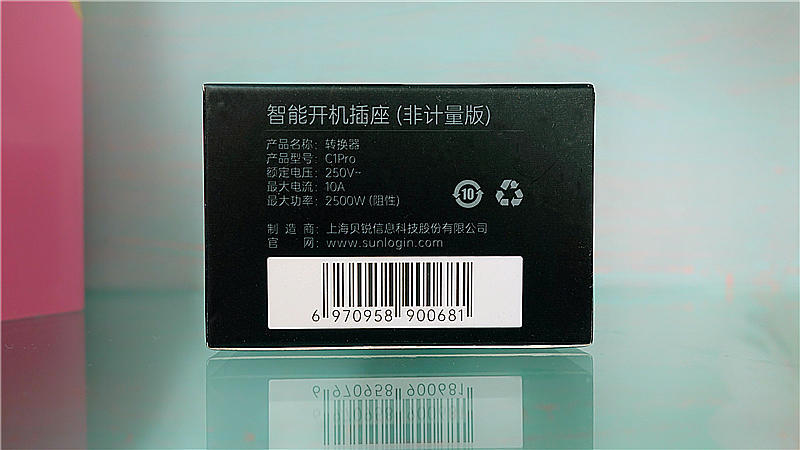 智能开机插座 (非计量版)
产品名称: 转换器
产品型号: C1Pro
额定电压: 250V~
最大电流: 10A
最大功率: 2500W (阻性)
10
制造商: 上海贝锐信息科技股份有限公司
官网: www.sunlogin.com
6 970958 900681